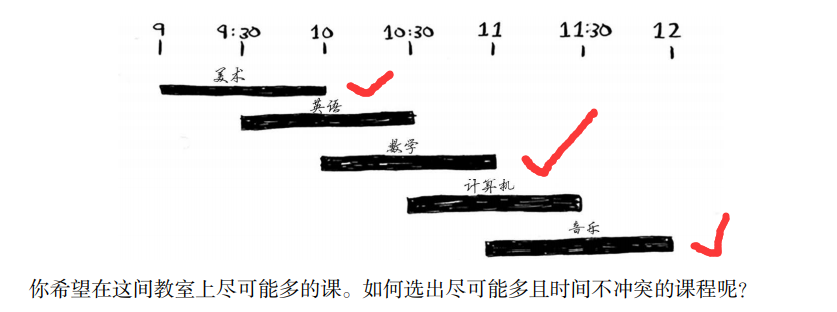 9 9:30 10 10:30 11 11:30 12
美术
英语
数学
计算机
音乐
你希望在这间教室上尽可能多的课。如何选出尽可能多且时间不冲突的课程呢?